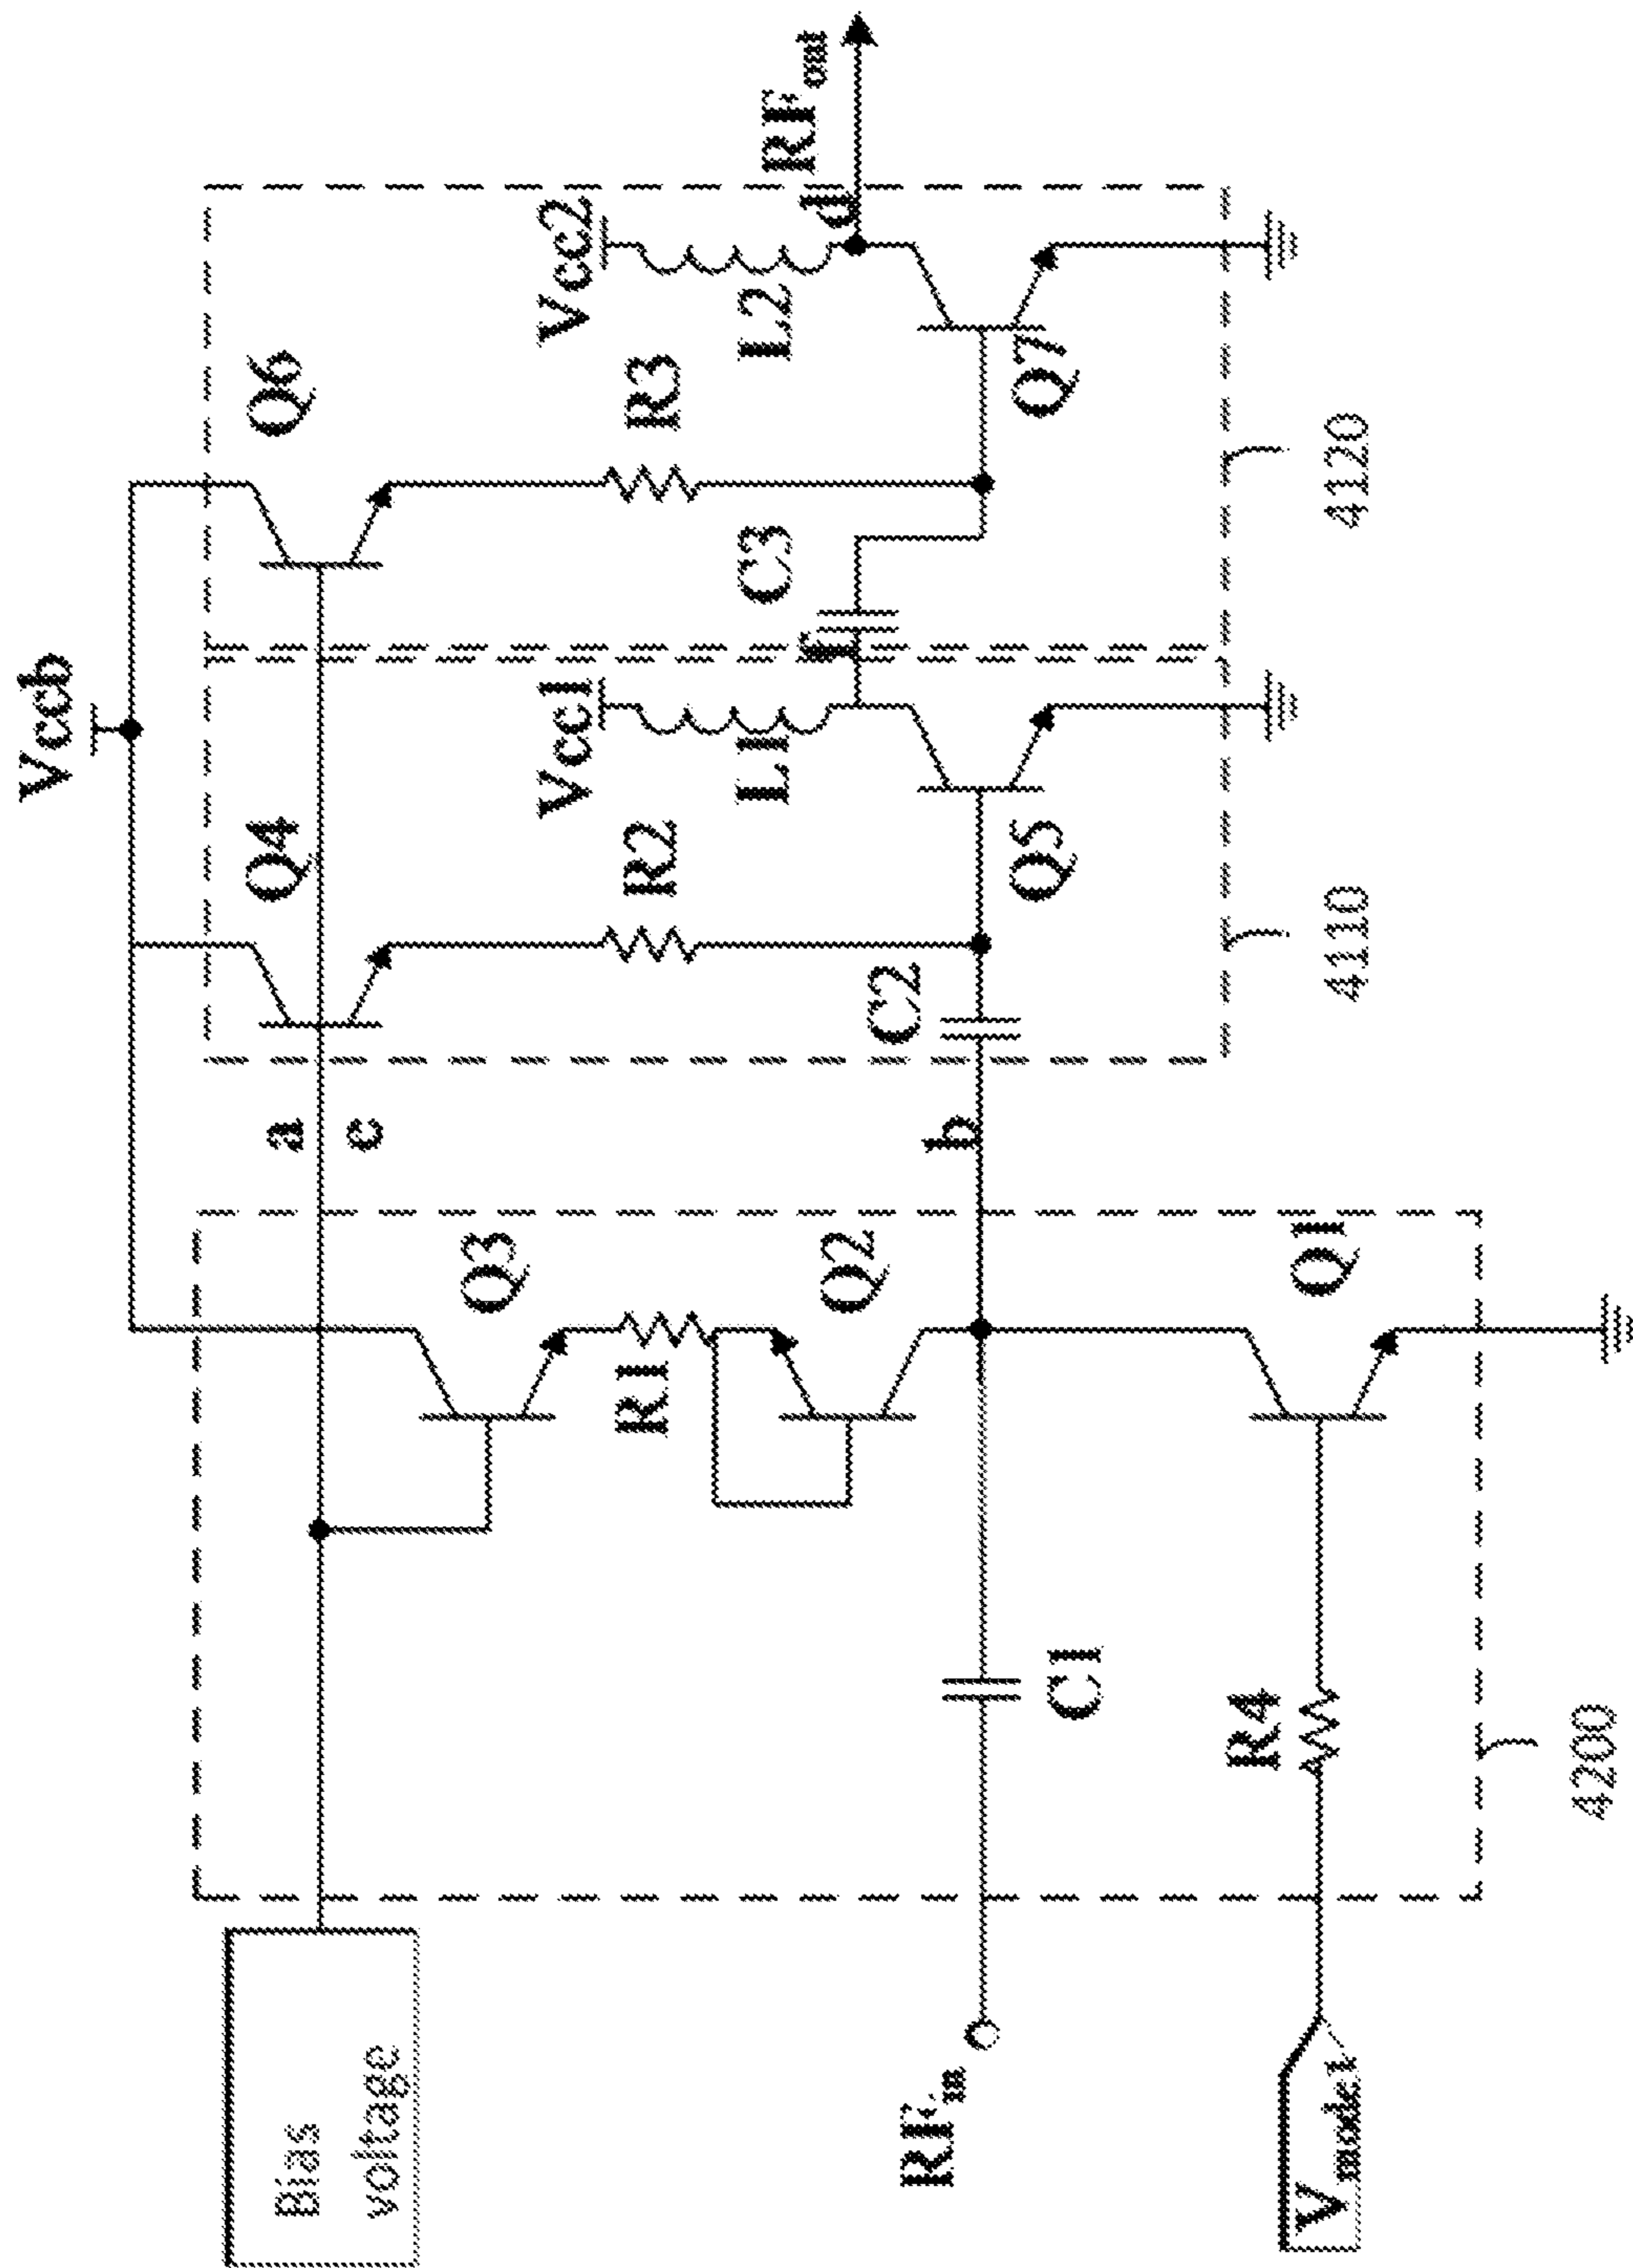 Vccb
Q4
Q6
a
c
Q3
Vcc1
Vcc2
R1
R2
R3
L1
L2
C3
RFout
f
d
Q2
C2
b
Q5
Q7
RFin
C1
R4
Q1
Vmode1
Bias
voltage
4110
4120
4200